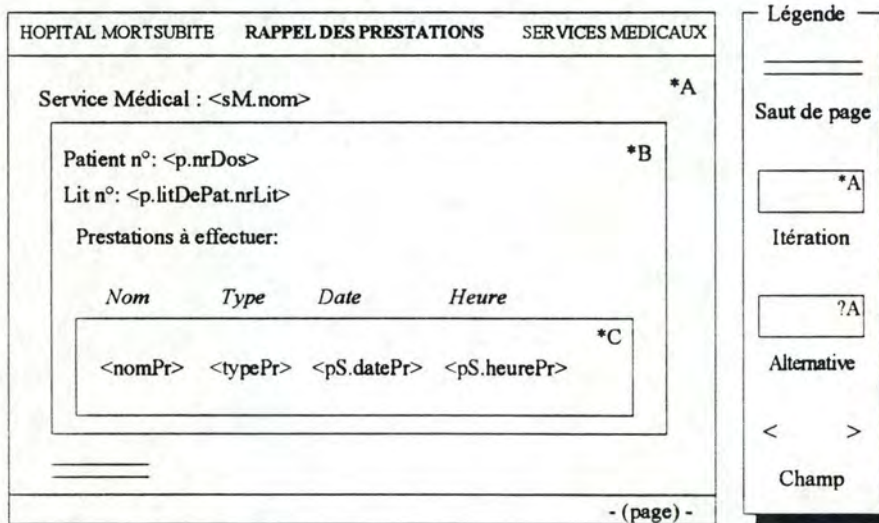 HOPITAL MORTSUBITE RAPPEL DES PRESTATIONS SERVICES MEDICAUX
*A
Service Médical : <sM.nom>
*B
Patient n°: <p.nrDos>
Lit n°: <p.litDePat.nrLit>
Prestations à effectuer:
Nom Type Date Heure
*C
<nomPr> <typePr> <pS.datePr> <pS.heurePr>
- (page) -
Légende
Saut de page
*A
Itération
?A
Alternative
< >
Champ